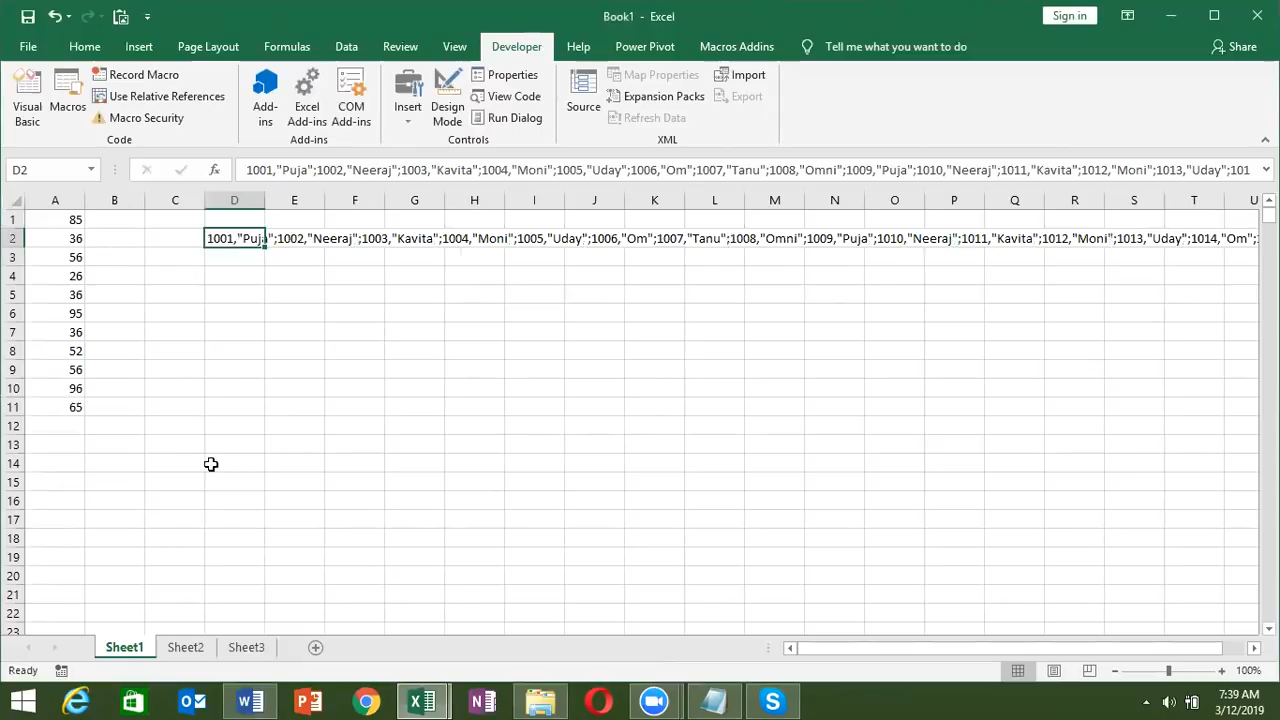 Book1 - Excel
Sign in
File Home Insert Page Layout Formulas Data Review View Developer Help Power Pivot Macros Addins Tell me what you want to do Share
Visual Basic
Macros
Record Macro
Use Relative References
Macro Security
Code
Add-ins
Excel Add-ins
COM Add-ins
Add-ins
Insert
Design Mode
Properties
View Code
Run Dialog
Controls
Source
Map Properties
Expansion Packs
Refresh Data
Import
Export
XML
D2
fx
1001,"Puja";1002,"Neeraj";1003,"Kavita";1004,"Moni";1005,"Uday";1006,"Om";1007,"Tanu";1008,"Omni";1009,"Puja";1010,"Neeraj";1011,"Kavita";1012,"Moni";1013,"Uday";101
A B C D E F G H I J K L M N O P Q R S T U
1 85
2 36 1001,"Puja";1002,"Neeraj";1003,"Kavita";1004,"Moni";1005,"Uday";1006,"Om";1007,"Tanu";1008,"Omni";1009,"Puja";1010,"Neeraj";1011,"Kavita";1012,"Moni";1013,"Uday";1014,"Om";
3 56
4 26
5 36
6 95
7 36
8 52
9 56
10 96
11 65
12
13
14
15
16
17
18
19
20
21
22
23
Sheet1 Sheet2 Sheet3
Ready
100%
7:39 AM
3/12/2019